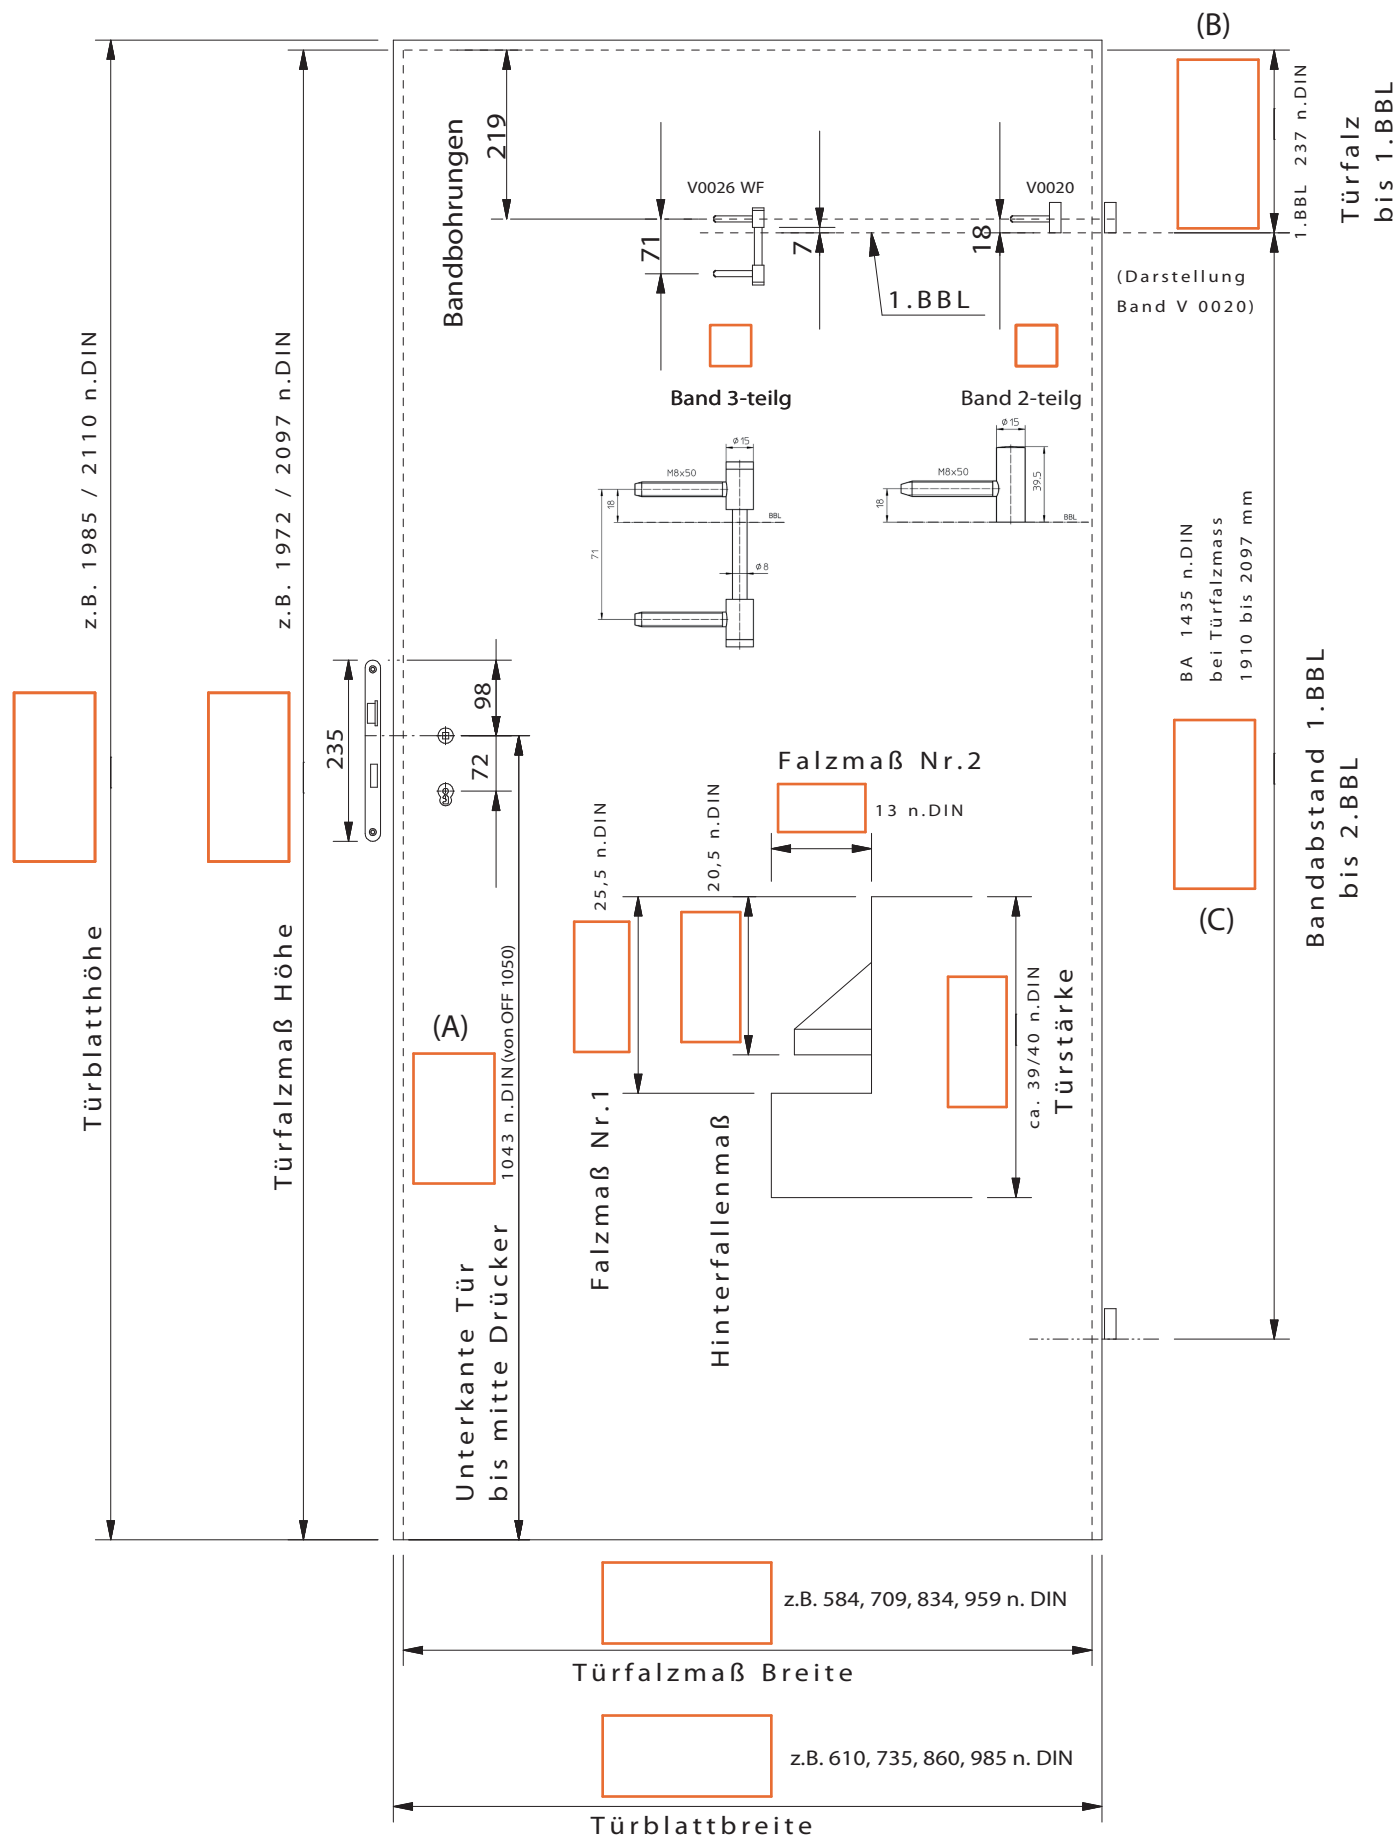 (B)
1.BBL 237 n.DIN
Türfalz
bis 1.BBL
Bandbohrungen
219
V0026 WF
V0020
71
7
18
1.BBL
(Darstellung
Band V 0020)
Band 3-teilg
Band 2-teilg
ø 15
M8x50
18
BBL
71
ø 8
ø 15
M8x50
39.5
18
BBL
z.B. 1985 / 2110 n.DIN
Türblatthöhe
z.B. 1972 / 2097 n.DIN
Türfalzmaß Höhe
235
98
72
BA 1435 n.DIN
bei Türfalzmass
1910 bis 2097 mm
(C)
Bandabstand 1.BBL
bis 2.BBL
Falzmaß Nr.2
13 n.DIN
25,5 n.DIN
Falzmaß Nr.1
20,5 n.DIN
Hinterfallenmaß
ca. 39/40 n.DIN
Türstärke
(A)
1043 n.DIN(von OFF 1050)
Unterkante Tür
bis mitte Drücker
z.B. 584, 709, 834, 959 n. DIN
Türfalzmaß Breite
z.B. 610, 735, 860, 985 n. DIN
Türblattbreite